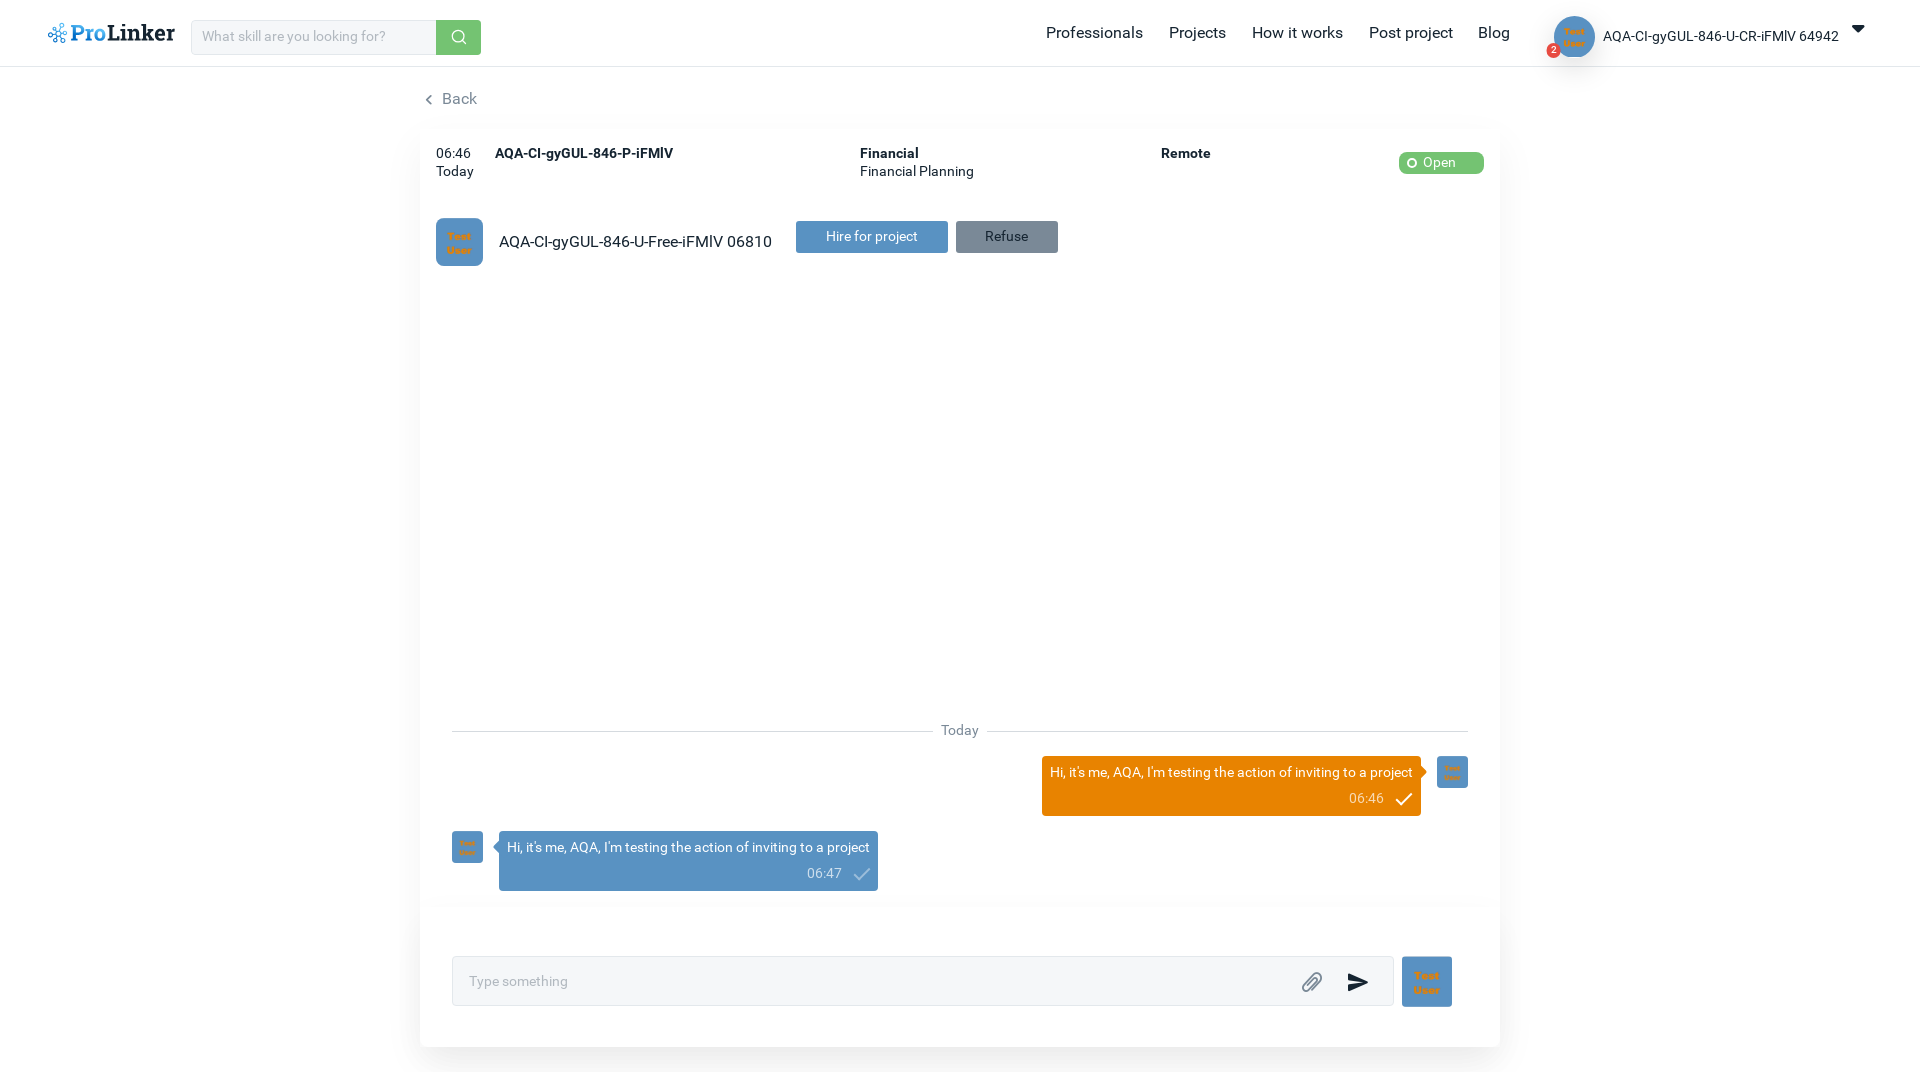 ProLinker
What skill are you looking for?
Professionals
Projects
How it works
Post project
Blog
Test
User
2
AQA-CI-gyGUL-846-U-CR-iFMlV 64942
Back
06:46
Today
AQA-CI-gyGUL-846-P-iFMlV
Financial
Financial Planning
Remote
Open
Test
User
AQA-CI-gyGUL-846-U-Free-iFMlV 06810
Hire for project
Refuse
Today
Hi, it's me, AQA, I'm testing the action of inviting to a project
06:46
Test
User
Test
User
Hi, it's me, AQA, I'm testing the action of inviting to a project
06:47
Type something
Test
User